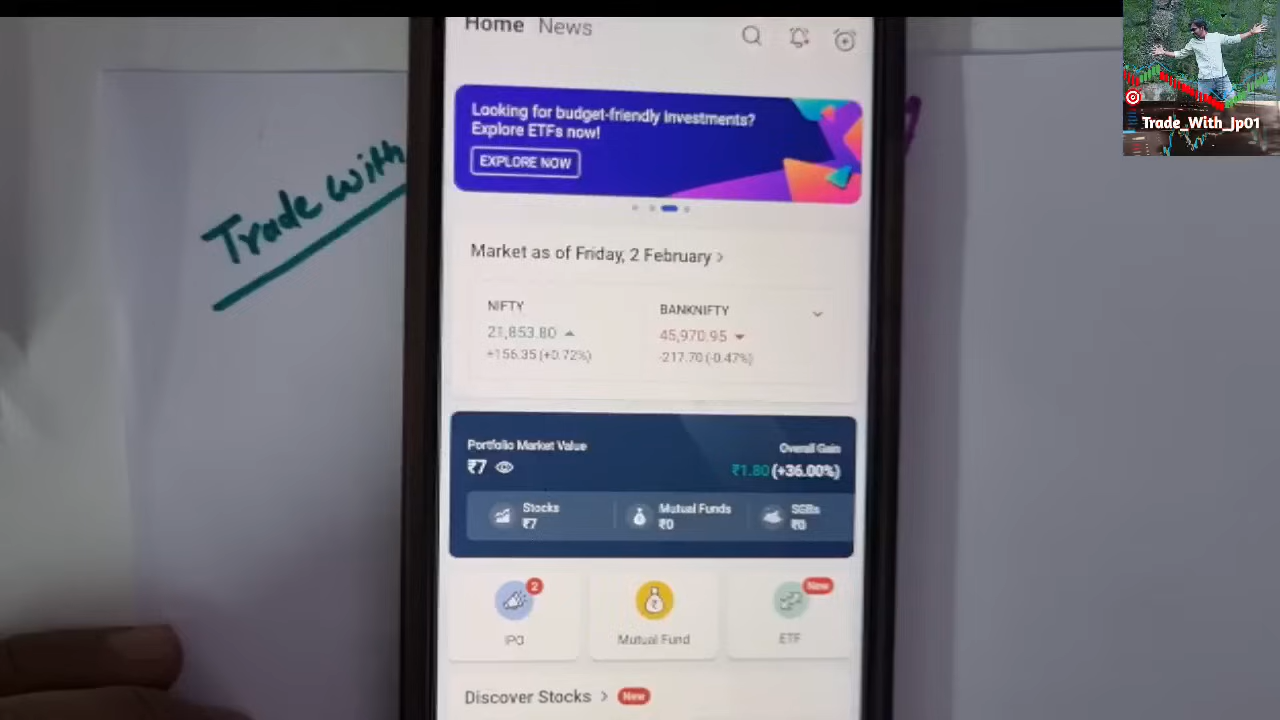 Home News
Looking for budget-friendly investments?
Explore ETFs now!
EXPLORE NOW
Market as of Friday, 2 February >
NIFTY
21,853.80
+156.35 (+0.72%)
BANKNIFTY
45,970.95
-217.70 (-0.47%)
Portfolio Market Value
₹7
Overall Gain
₹1.80 (+36.00%)
Stocks
₹7
Mutual Funds
₹0
SGBs
₹0
2
IPO
Mutual Fund
New
ETF
Discover Stocks > New
Trade with
Trade_With_Jp01